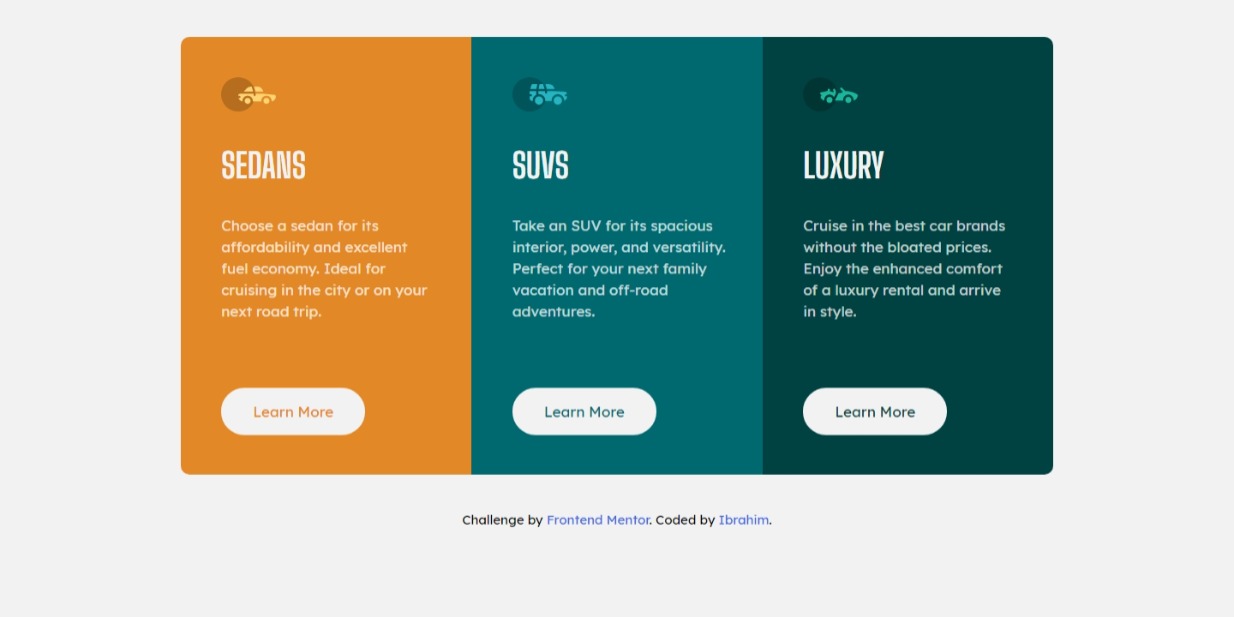 SEDANS
Choose a sedan for its
affordability and excellent
fuel economy. Ideal for
cruising in the city or on your
next road trip.
Learn More
SUVS
Take an SUV for its spacious
interior, power, and versatility.
Perfect for your next family
vacation and off-road
adventures.
Learn More
LUXURY
Cruise in the best car brands
without the bloated prices.
Enjoy the enhanced comfort
of a luxury rental and arrive
in style.
Learn More
Challenge by Frontend Mentor. Coded by Ibrahim.